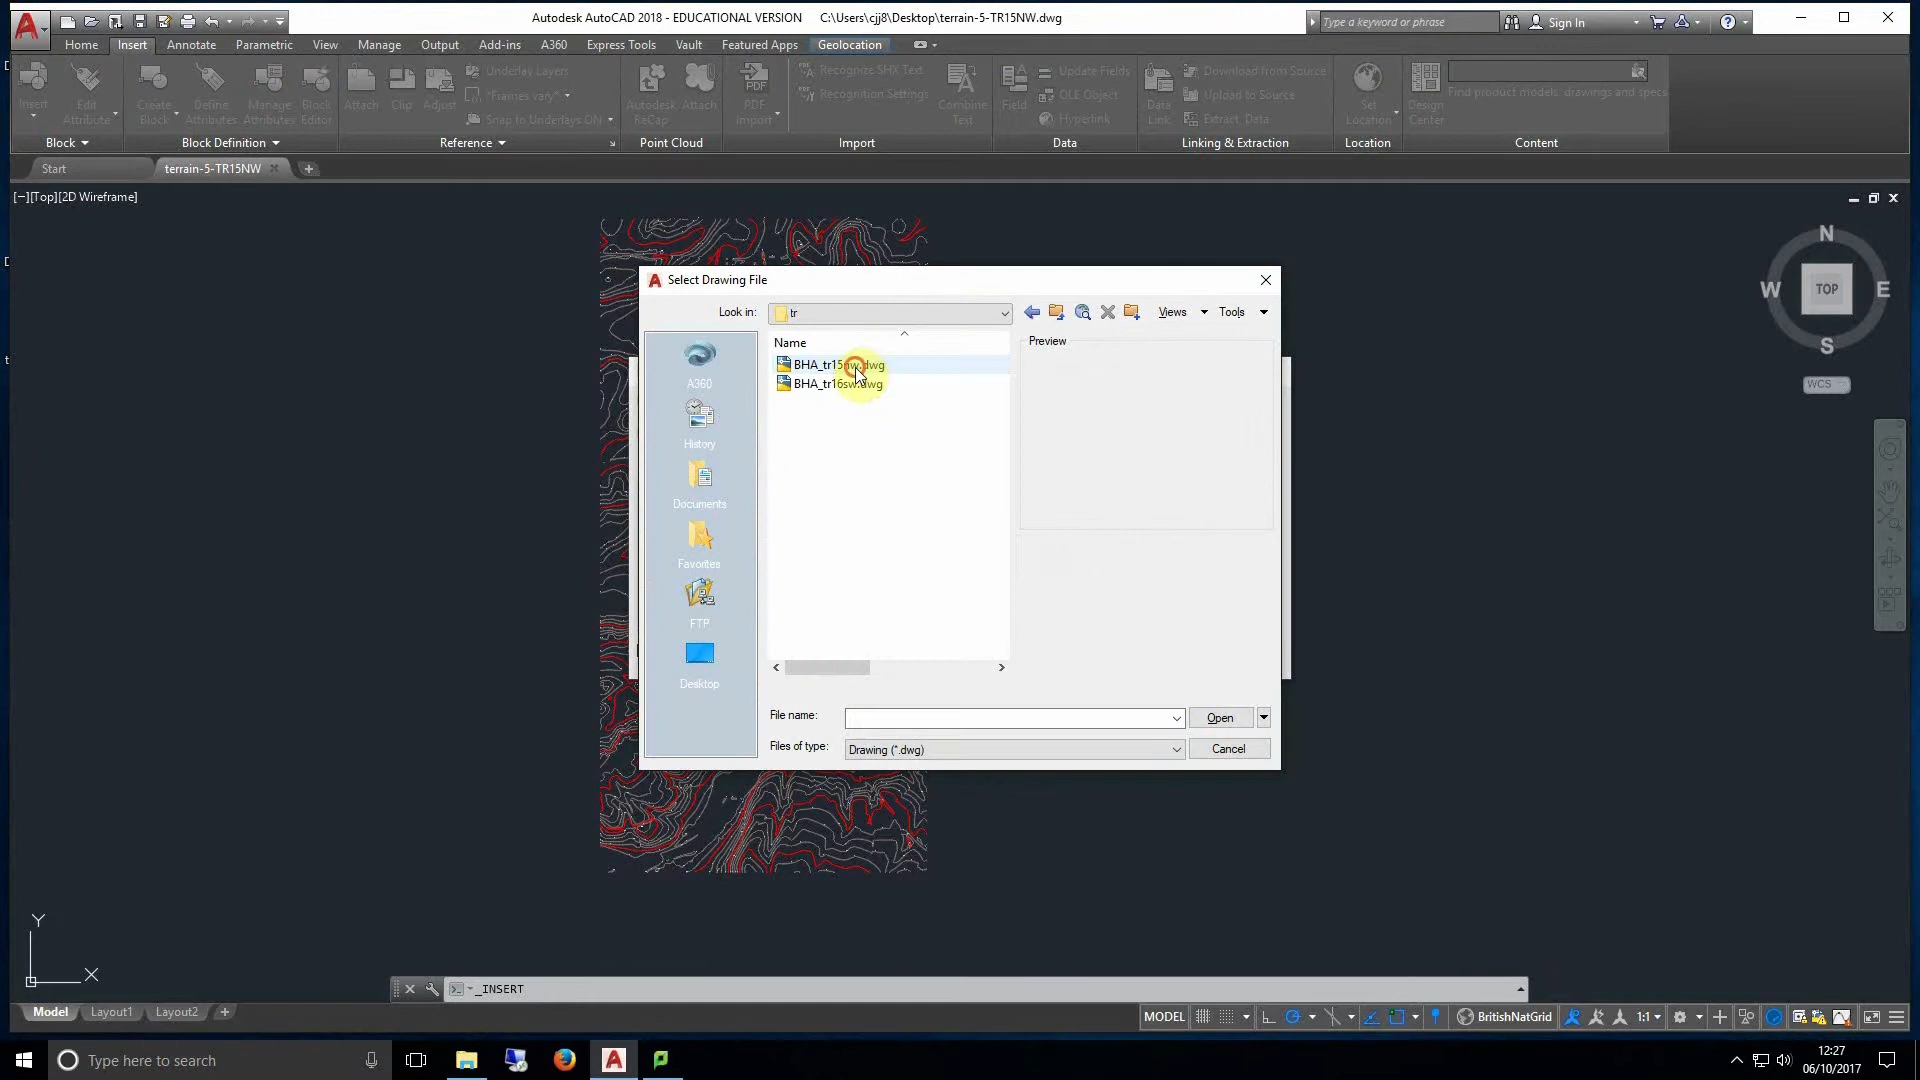 Autodesk AutoCAD 2018 - EDUCATIONAL VERSION C:\Users\cjj8\Desktop\terrain-5-TR15NW.dwg
Type a keyword or phrase
Sign In
Home Insert Annotate Parametric View Manage Output Add-ins A360 Express Tools Vault Featured Apps Geolocation
Insert
Edit Attribute
Create Block
Define Attributes
Manage Attributes
Block Editor
Attach
Clip
Adjust
Underlay Layers
*Frames vary*
Snap to Underlays ON
Autodesk ReCap
Attach
PDF Import
Recognize SHX Text
Recognition Settings
Combine Text
Field
Update Fields
OLE Object
Hyperlink
Data Link
Download from Source
Upload to Source
Extract Data
Set Location
Design Center
Find product models, drawings and specs
Block
Block Definition
Reference
Point Cloud
Import
Data
Linking & Extraction
Location
Content
Start
terrain-5-TR15NW
[−][Top][2D Wireframe]
N
W
TOP
E
S
WCS
Select Drawing File
Look in:
tr
Views
Tools
Name
Preview
BHA_tr15nw.dwg
BHA_tr16sw.dwg
A360
History
Documents
Favorites
FTP
Desktop
File name:
Open
Files of type:
Drawing (*.dwg)
Cancel
Y
X
_INSERT
Model
Layout1
Layout2
MODEL
BritishNatGrid
1:1
Type here to search
12:27
06/10/2017